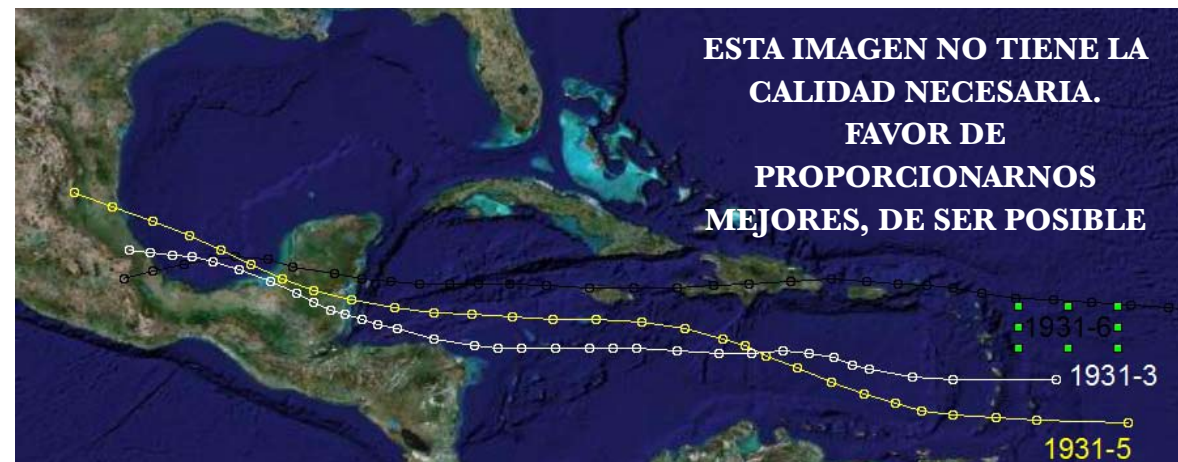 ESTA IMAGEN NO TIENE LA
CALIDAD NECESARIA.
FAVOR DE
PROPORCIONARNOS
MEJORES, DE SER POSIBLE
1931-6
1931-3
1931-5